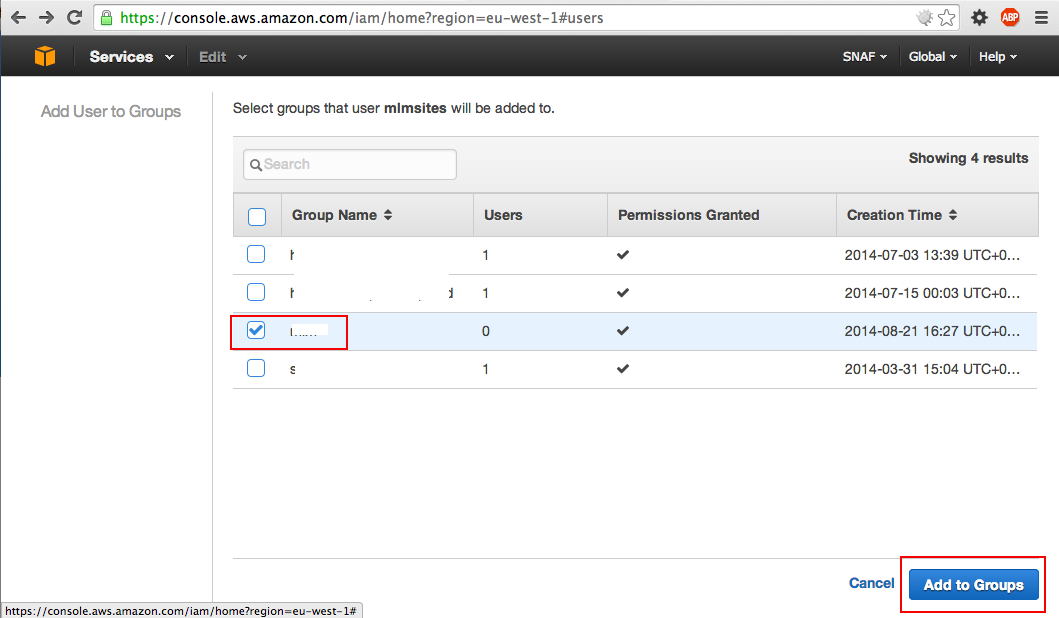 https://console.aws.amazon.com/iam/home?region=eu-west-1#users
ABP
Services Edit SNAF Global Help
Add User to Groups
Select groups that user mlmsites will be added to.
Search
Showing 4 results
Group Name Users Permissions Granted Creation Time
1 2014-07-03 13:39 UTC+0...
d 1 2014-07-15 00:03 UTC+0...
0 2014-08-21 16:27 UTC+0...
s 1 2014-03-31 15:04 UTC+0...
Cancel Add to Groups
https://console.aws.amazon.com/iam/home?region=eu-west-1#